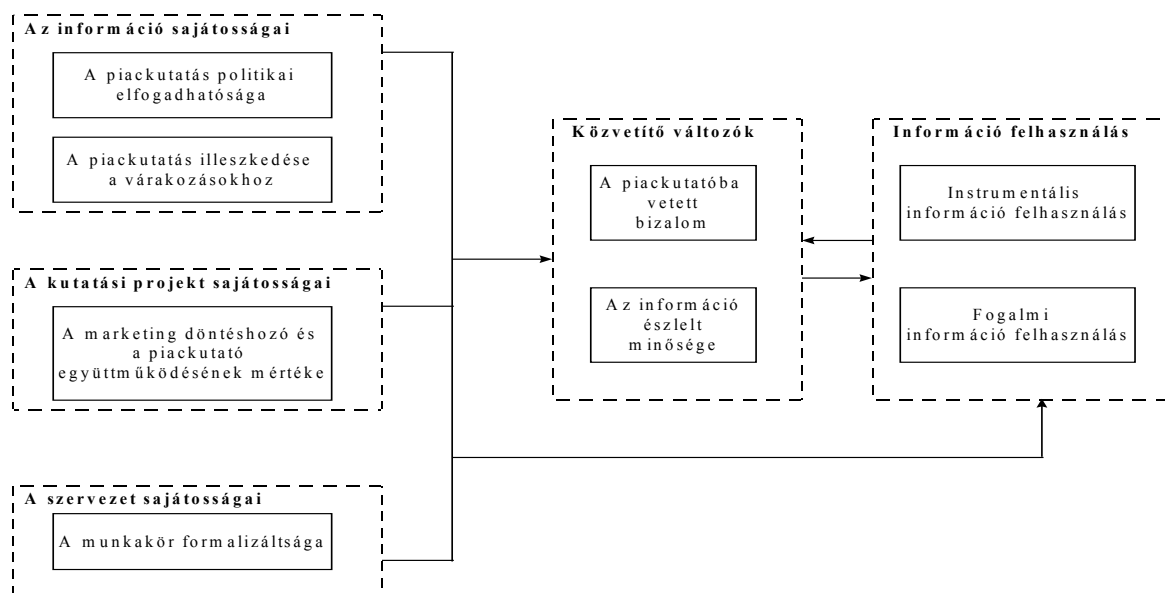 Az információ sajátosságai
A piackutatás politikai
elfogadhatósága
A piackutatás illeszkedése
a várakozásokhoz
A kutatási projekt sajátosságai
A marketing döntéshozó és
a piackutató
együttműködésének mértéke
A szervezet sajátosságai
A munkakör formalizáltsága
Közvetítő változók
A piackutatóba
vetett
bizalom
Az információ
észlelt
minősége
Információ felhasználás
Instrumentális
információ felhasználás
Fogalmi
információ felhasználás